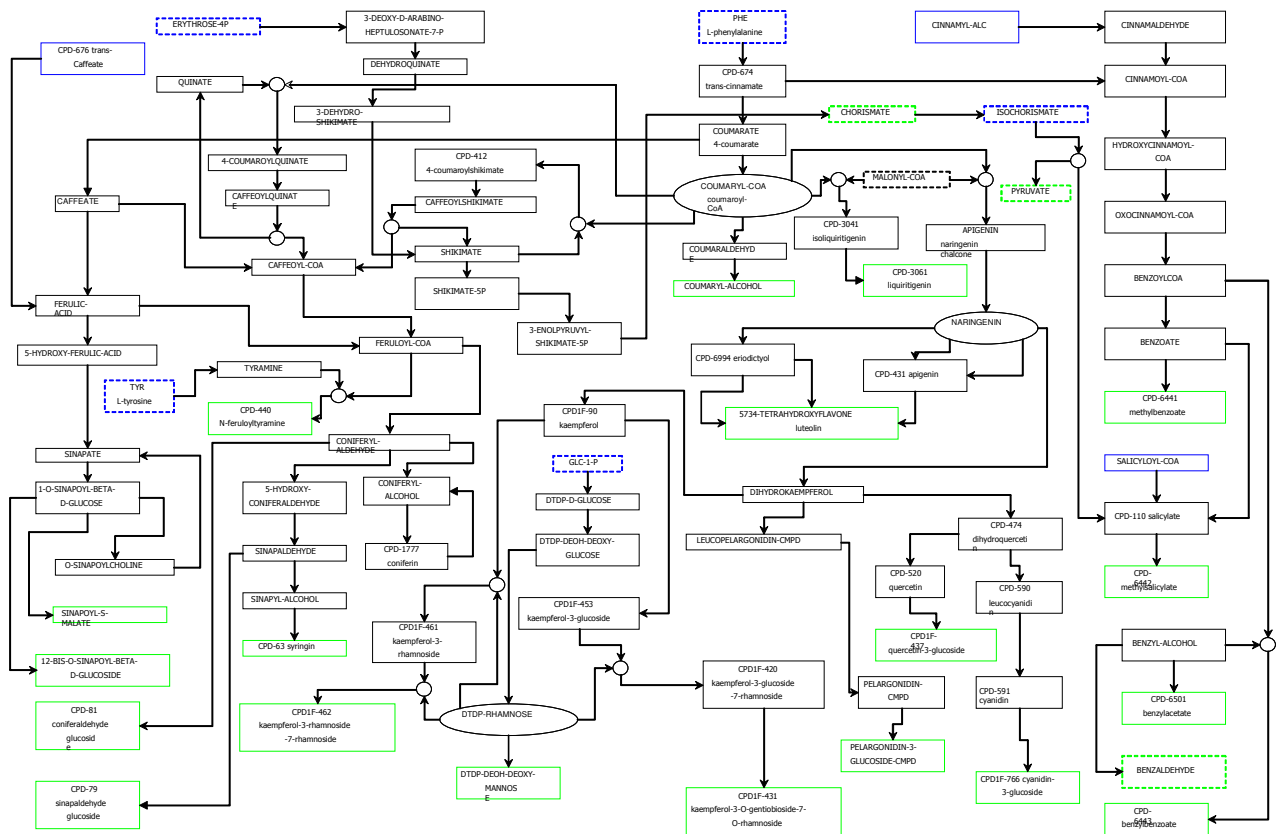 ERYTHROSE-4P
3-DEOXY-D-ARABINO-
HEPTULOSONATE-7-P
PHE
L-phenylalanine
CINNAMYL-ALC
CINNAMALDEHYDE
CPD-676 trans-
Caffeate
DEHYDROQUINATE
QUINATE
CPD-674
trans-cinnamate
CINNAMOYL-COA
3-DEHYDRO-
SHIKIMATE
CHORISMATE
ISOCHORISMATE
COUMARATE
4-coumarate
HYDROXYCINNAMOYL-
COA
4-COUMAROYLQUINATE
CPD-412
4-coumaroylshikimate
COUMARYL-COA
coumaroyl-
CoA
MALONYL-COA
PYRUVATE
CAFFEATE
CAFFEOYLQUINAT
E
CAFFEOYLSHIKIMATE
OXOCINNAMOYL-COA
CPD-3041
isoliquiritigenin
APIGENIN
naringenin
chalcone
CAFFEOYL-COA
SHIKIMATE
COUMARALDEHYD
E
CPD-3061
liquiritigenin
BENZOYLCOA
SHIKIMATE-5P
COUMARYL-ALCOHOL
FERULIC-
ACID
3-ENOLPYRUVYL-
SHIKIMATE-5P
NARINGENIN
5-HYDROXY-FERULIC-ACID
FERULOYL-COA
BENZOATE
CPD-6994 eriodictyol
CPD-431 apigenin
TYRAMINE
TYR
L-tyrosine
CPD-440
N-feruloyltyramine
CPD1F-90
kaempferol
5734-TETRAHYDROXYFLAVONE
luteolin
CPD-6441
methylbenzoate
CONIFERYL-
ALDEHYDE
SINAPATE
GLC-1-P
SALICYLOYL-COA
1-O-SINAPOYL-BETA-
D-GLUCOSE
5-HYDROXY-
CONIFERALDEHYDE
CONIFERYL-
ALCOHOL
DTDP-D-GLUCOSE
DIHYDROKAEMPFEROL
CPD-110 salicylate
CPD-474
dihydroquerceti
n
DTDP-DEOH-DEOXY-
GLUCOSE
LEUCOPELARGONIDIN-CMPD
SINAPALDEHYDE
CPD-1777
coniferin
O-SINAPOYLCHOLINE
CPD-520
quercetin
CPD-590
leucocyanidi
n
CPD-
6442
methylsalicylate
SINAPYL-ALCOHOL
CPD1F-453
kaempferol-3-glucoside
SINAPOYL-S-
MALATE
CPD1F-461
kaempferol-3-
rhamnoside
CPD1F-
437
quercetin-3-glucoside
CPD-63 syringin
BENZYL-ALCOHOL
12-BIS-O-SINAPOYL-BETA-
D-GLUCOSIDE
CPD1F-420
kaempferol-3-glucoside
-7-rhamnoside
PELARGONIDIN-
CMPD
CPD-591
cyanidin
CPD-6501
benzylacetate
CPD-81
coniferaldehyde
glucosid
e
CPD1F-462
kaempferol-3-rhamnoside
-7-rhamnoside
DTDP-RHAMNOSE
PELARGONIDIN-3-
GLUCOSIDE-CMPD
BENZALDEHYDE
DTDP-DEOH-DEOXY-
MANNOS
E
CPD1F-766 cyanidin-
3-glucoside
CPD-79
sinapaldehyde
glucoside
CPD1F-431
kaempferol-3-O-gentiobioside-7-
O-rhamnoside
CPD-
6443
benzylbenzoate